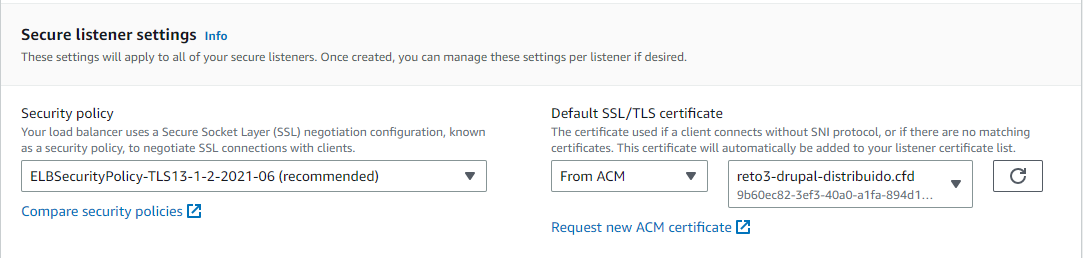 Secure listener settings Info
These settings will apply to all of your secure listeners. Once created, you can manage these settings per listener if desired.
Security policy
Your load balancer uses a Secure Socket Layer (SSL) negotiation configuration, known
as a security policy, to negotiate SSL connections with clients.
ELBSecurityPolicy-TLS13-1-2-2021-06 (recommended)
Compare security policies
Default SSL/TLS certificate
The certificate used if a client connects without SNI protocol, or if there are no matching
certificates. This certificate will automatically be added to your listener certificate list.
From ACM
reto3-drupal-distribuido.cfd
9b60ec82-3ef3-40a0-a1fa-894d1...
Request new ACM certificate